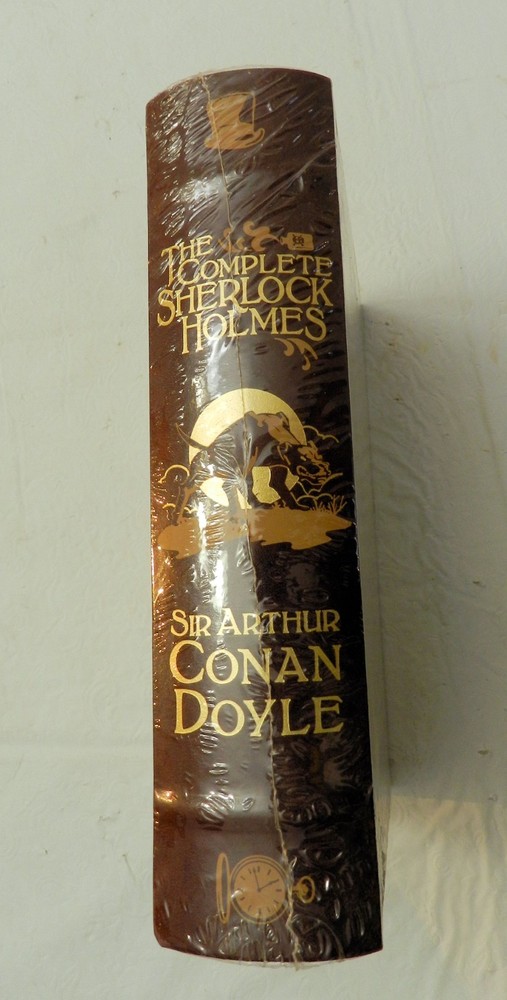 THE
COMPLETE
SHERLOCK
HOLMES
SIR ARTHUR
CONAN
DOYLE